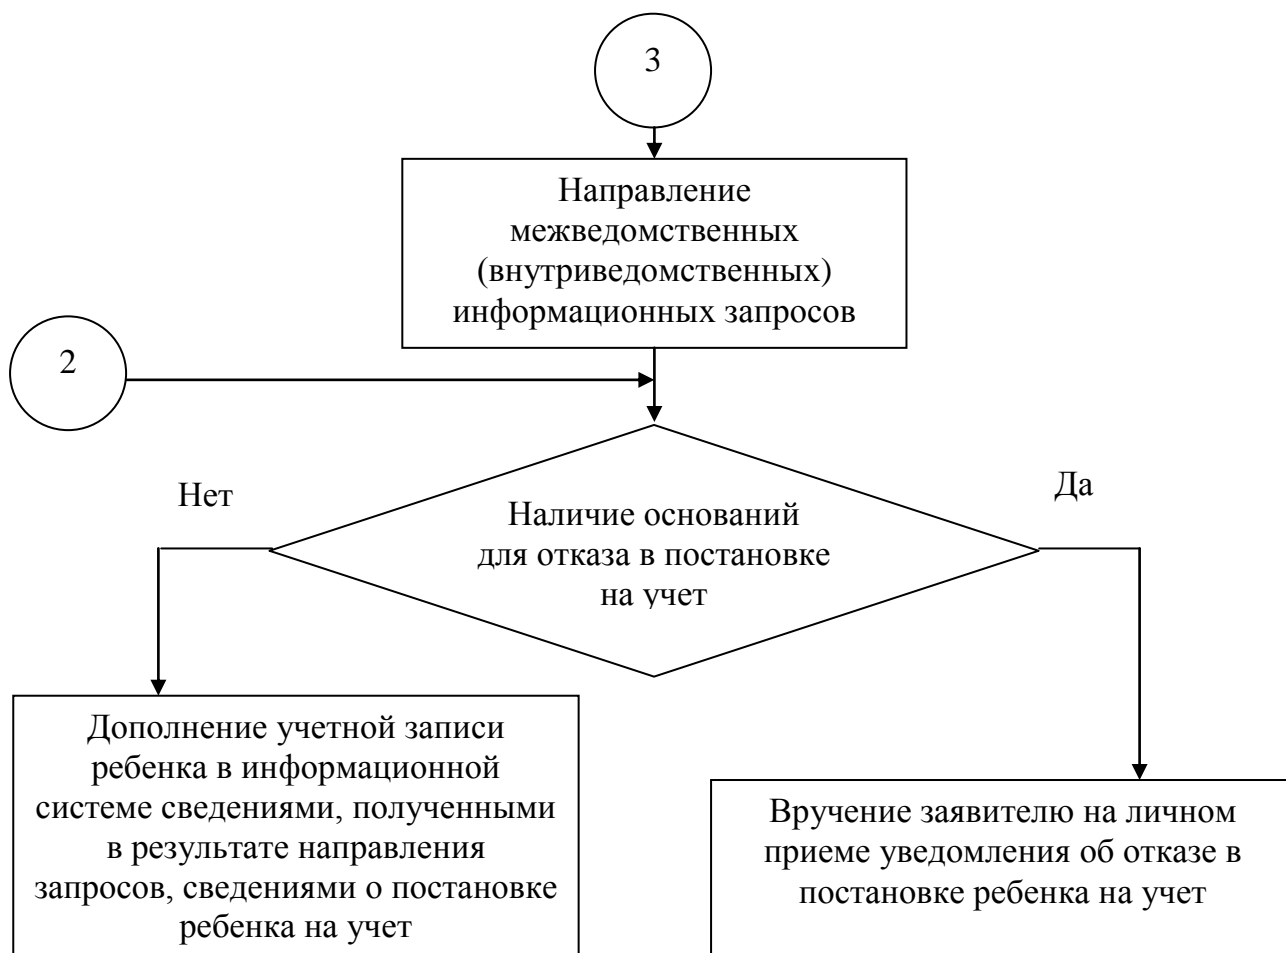 3
Направление
межведомственных
(внутриведомственных)
информационных запросов
2
Нет
Да
Наличие оснований
для отказа в постановке
на учет
Дополнение учетной записи
ребенка в информационной
системе сведениями, полученными
в результате направления
запросов, сведениями о постановке
ребенка на учет
Вручение заявителю на личном
приеме уведомления об отказе в
постановке ребенка на учет